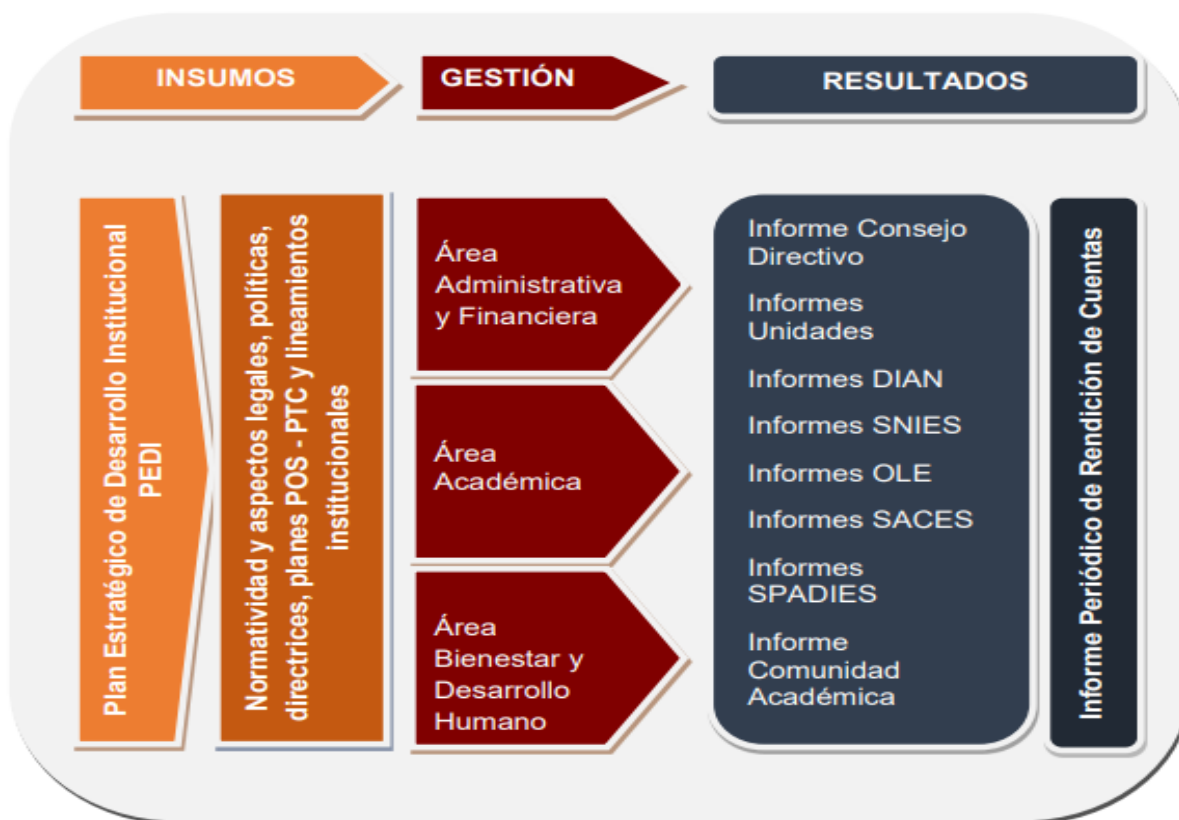 INSUMOS
GESTIÓN
RESULTADOS
Plan Estratégico de Desarrollo Institucional
PEDI
Normatividad y aspectos legales, políticas,
directrices, planes POS - PTC y lineamientos
institucionales
Área
Administrativa
y Financiera
Área
Académica
Área
Bienestar y
Desarrollo
Humano
Informe Consejo
Directivo
Informes
Unidades
Informes DIAN
Informes SNIES
Informes OLE
Informes SACES
Informes
SPADIES
Informe
Comunidad
Académica
Informe Periódico de Rendición de Cuentas